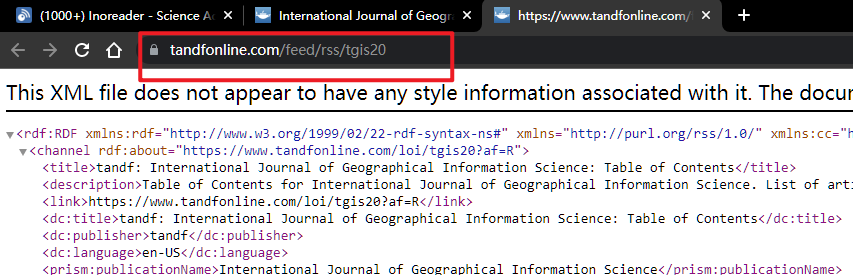 (1000+) Inoreader - Science Ac
International Journal of Geogra
https://www.tandfonline.com/
tandfonline.com/feed/rss/tgis20
This XML file does not appear to have any style information associated with it. The docu
<rdf:RDF xmlns:rdf="http://www.w3.org/1999/02/22-rdf-syntax-ns#" xmlns="http://purl.org/rss/1.0/" xmlns:cc="h
<channel rdf:about="https://www.tandfonline.com/loi/tgis20?af=R">
<title>tandf: International Journal of Geographical Information Science: Table of Contents</title>
<description>Table of Contents for International Journal of Geographical Information Science. List of arti
<link>https://www.tandfonline.com/loi/tgis20?af=R</link>
<dc:title>tandf: International Journal of Geographical Information Science: Table of Contents</dc:title>
<dc:publisher>tandf</dc:publisher>
<dc:language>en-US</dc:language>
<prism:publicationName>International Journal of Geographical Information Science</prism:publicationName>